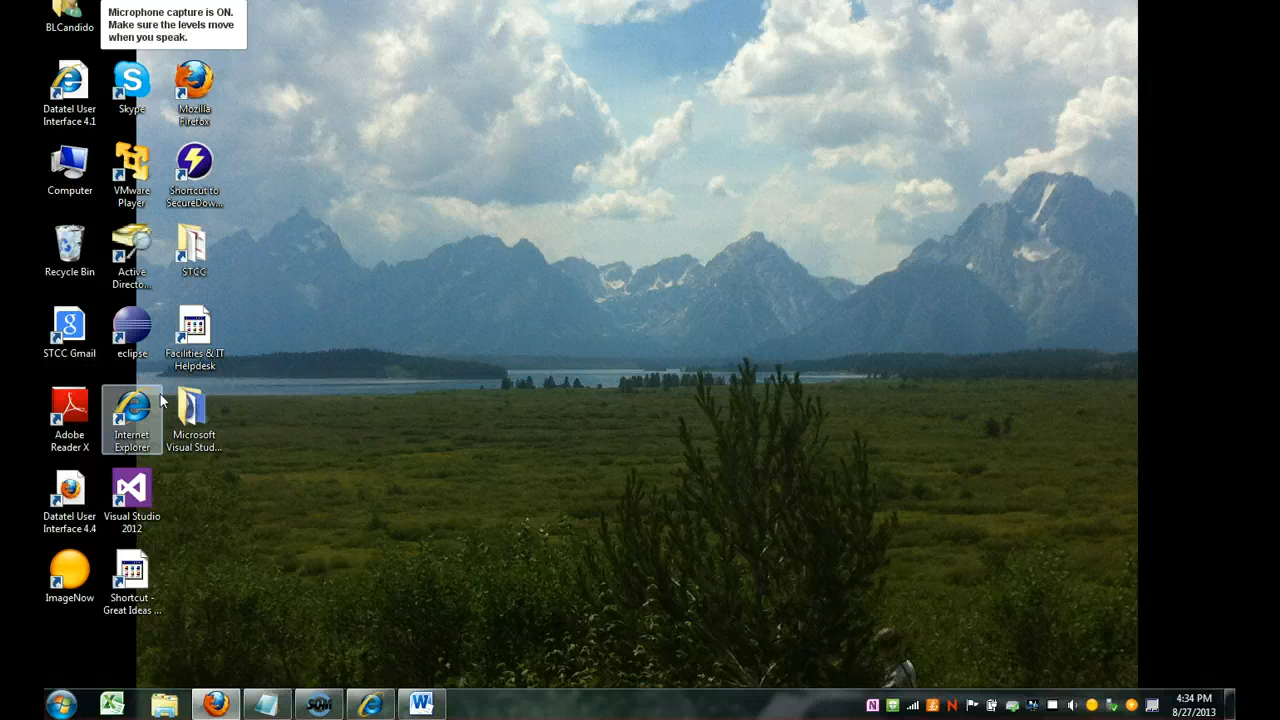 Microphone capture is ON.
Make sure the levels move
when you speak.
BLCandido
Datatel User
Interface 4.1
Skype
Mozilla
Firefox
Computer
VMware
Player
Shortcut to
SecureDow...
Recycle Bin
Active
Directo...
STCC
STCC Gmail
eclipse
Facilities & IT
Helpdesk
Adobe
Reader X
Internet
Explorer
Microsoft
Visual Stud...
Datatel User
Interface 4.4
Visual Studio
2012
ImageNow
Shortcut -
Great Ideas ...
SQM
4:34 PM
8/27/2013